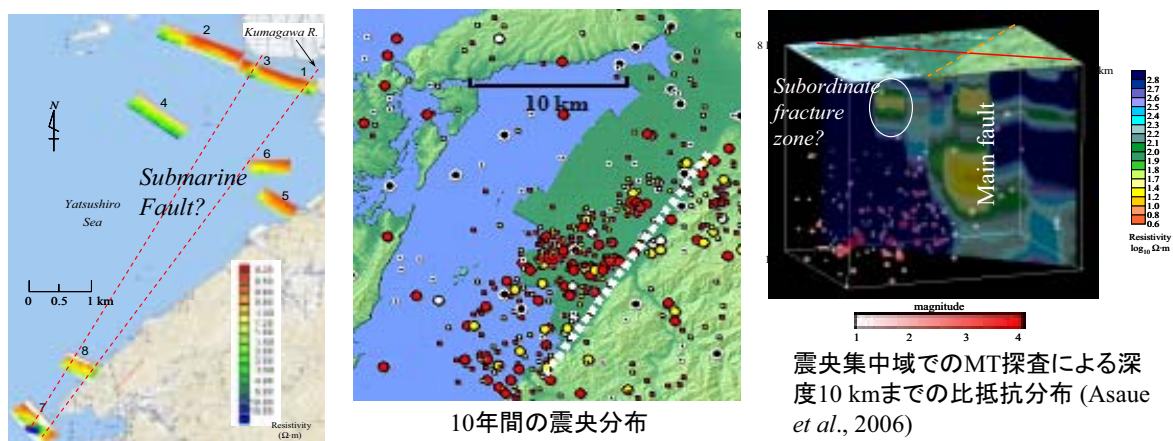 Kumagawa R.
2
3
1
4
N
6
5
Submarine
Fault?
Yatsushiro
Sea
0 0.5 1
km
8
7
Resistivity
(Ω·m)
10 km
10年間の震央分布
8
km
Subordinate
fracture
zone?
Main fault
2.8
2.7
2.6
2.5
2.4
2.3
2.2
2.1
2.0
1.9
1.8
1.7
1.4
1.2
1.0
0.8
0.6
Resistivity
log10 Ω·m
magnitude
1 2 3 4
震央集中域でのMT探査による深
度10 kmまでの比抵抗分布 (Asaue
et al., 2006)